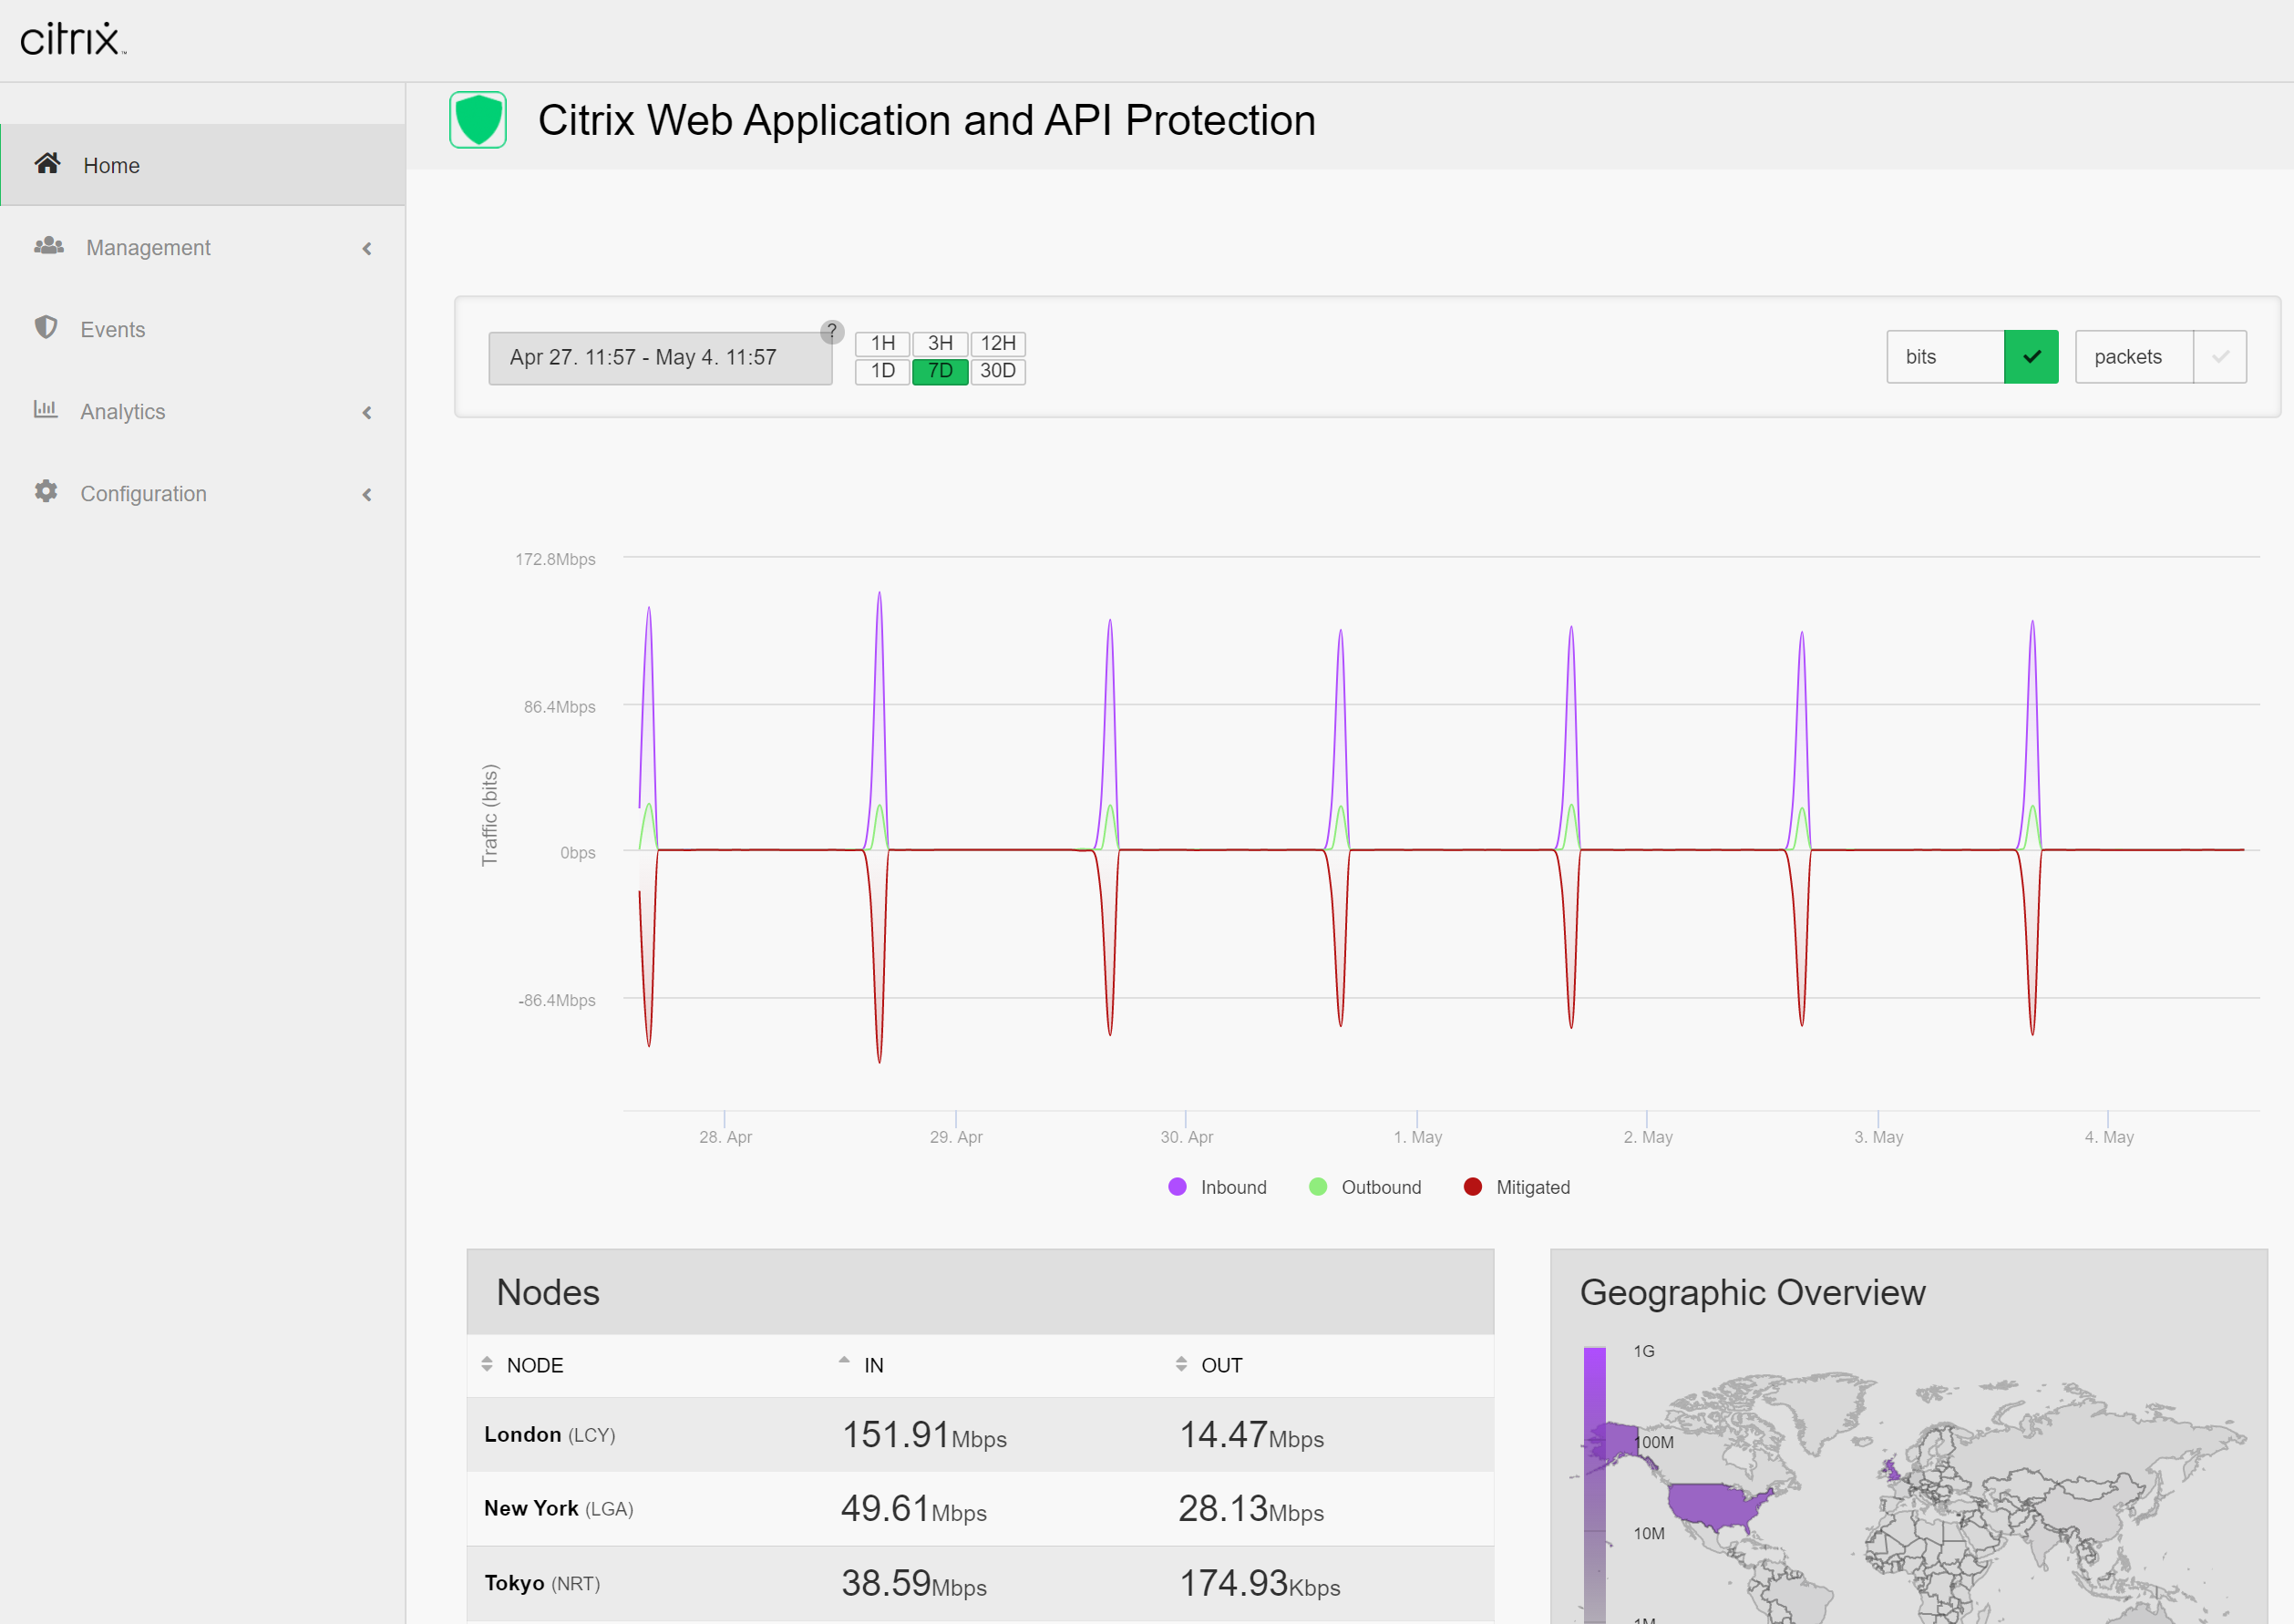 citrix™
Citrix Web Application and API Protection
Home
Management
Events
Analytics
Configuration
Apr 27. 11:57 - May 4. 11:57
?
1H 3H 12H
1D 7D 30D
bits
packets
Traffic (bits)
172.8Mbps
86.4Mbps
0bps
-86.4Mbps
28. Apr 29. Apr 30. Apr 1. May 2. May 3. May 4. May
Inbound Outbound Mitigated
Nodes
NODE IN OUT
London (LCY) 151.91Mbps 14.47Mbps
New York (LGA) 49.61Mbps 28.13Mbps
Tokyo (NRT) 38.59Mbps 174.93Kbps
Geographic Overview
1G
100M
10M
1M